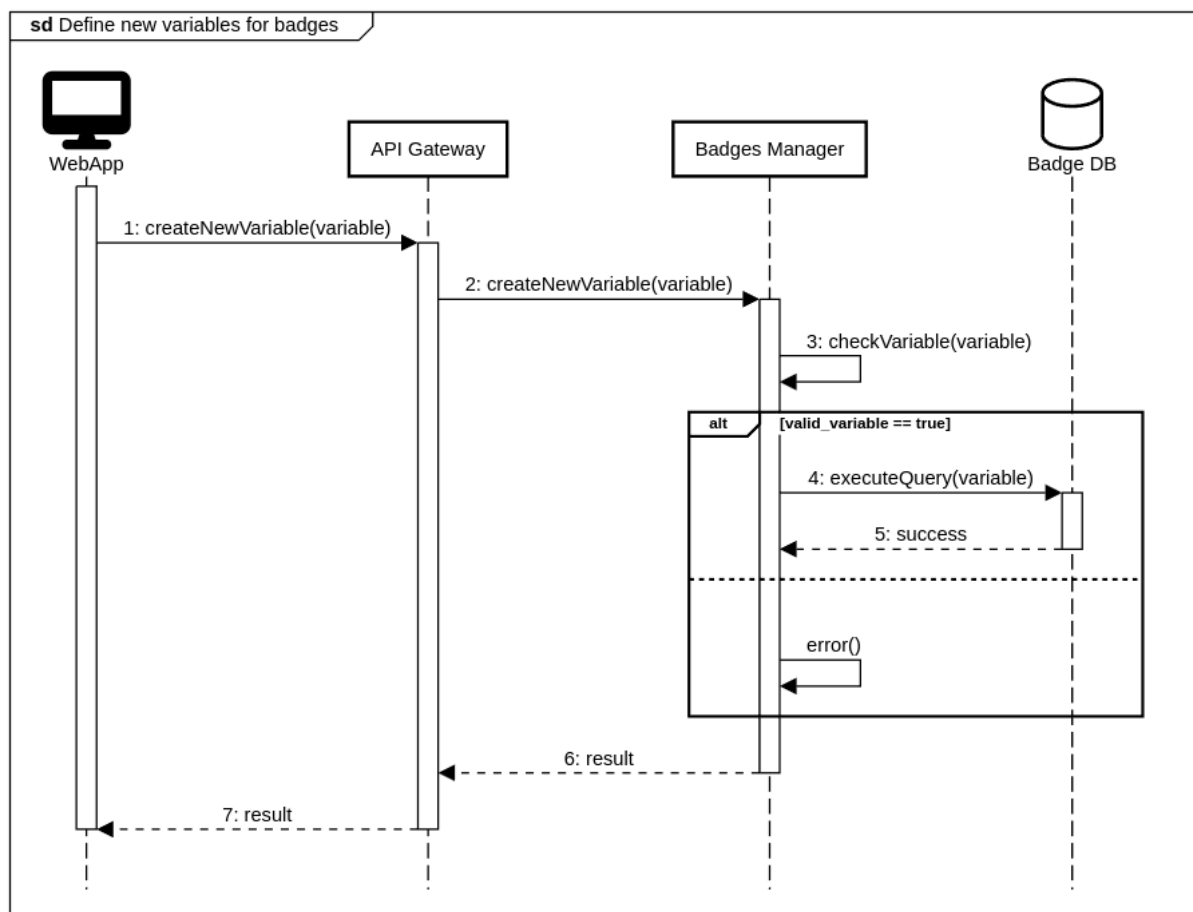 sd Define new variables for badges
WebApp
API Gateway
Badges Manager
Badge DB
1: createNewVariable(variable)
2: createNewVariable(variable)
3: checkVariable(variable)
alt
[valid_variable == true]
4: executeQuery(variable)
5: success
error()
6: result
7: result